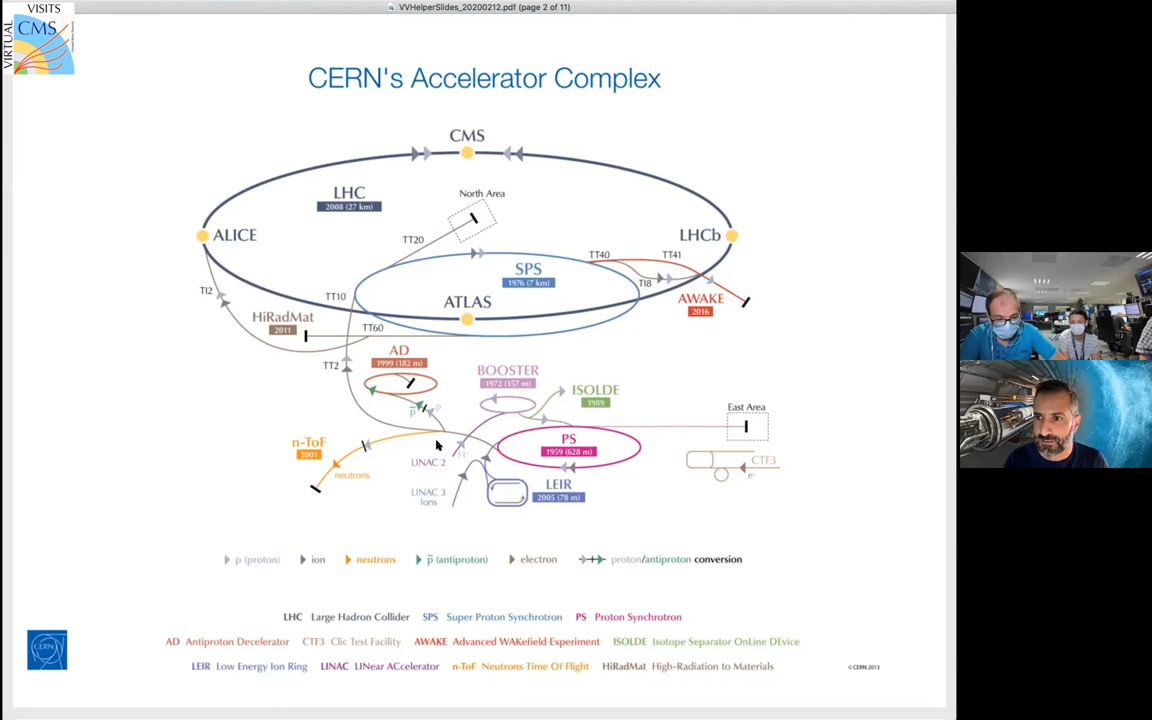 VVHelperSlides_20200212.pdf (page 2 of 11)
VIRTUAL
VISITS
CMS
CERN's Accelerator Complex
CMS
LHC
2008 (27 km)
North Area
ALICE
LHCb
TT20
TT40
TT41
SPS
1976 (7 km)
TI8
TI2
TT10
ATLAS
AWAKE
2016
HiRadMat
2011
TT60
TT2
AD
1999 (182 m)
BOOSTER
1972 (157 m)
ISOLDE
1989
p
p̅
East Area
n-ToF
2001
PS
1959 (628 m)
H-
LINAC 2
neutrons
CTF3
e-
LEIR
2005 (78 m)
LINAC 3
Ions
p (proton) ion neutrons p̅ (antiproton) electron proton/antiproton conversion
LHC Large Hadron Collider SPS Super Proton Synchrotron PS Proton Synchrotron
AD Antiproton Decelerator CTF3 Clic Test Facility AWAKE Advanced WAKefield Experiment ISOLDE Isotope Separator OnLine DEvice
LEIR Low Energy Ion Ring LINAC LINear ACcelerator n-ToF Neutrons Time Of Flight HiRadMat High-Radiation to Materials
CERN
© CERN 2013